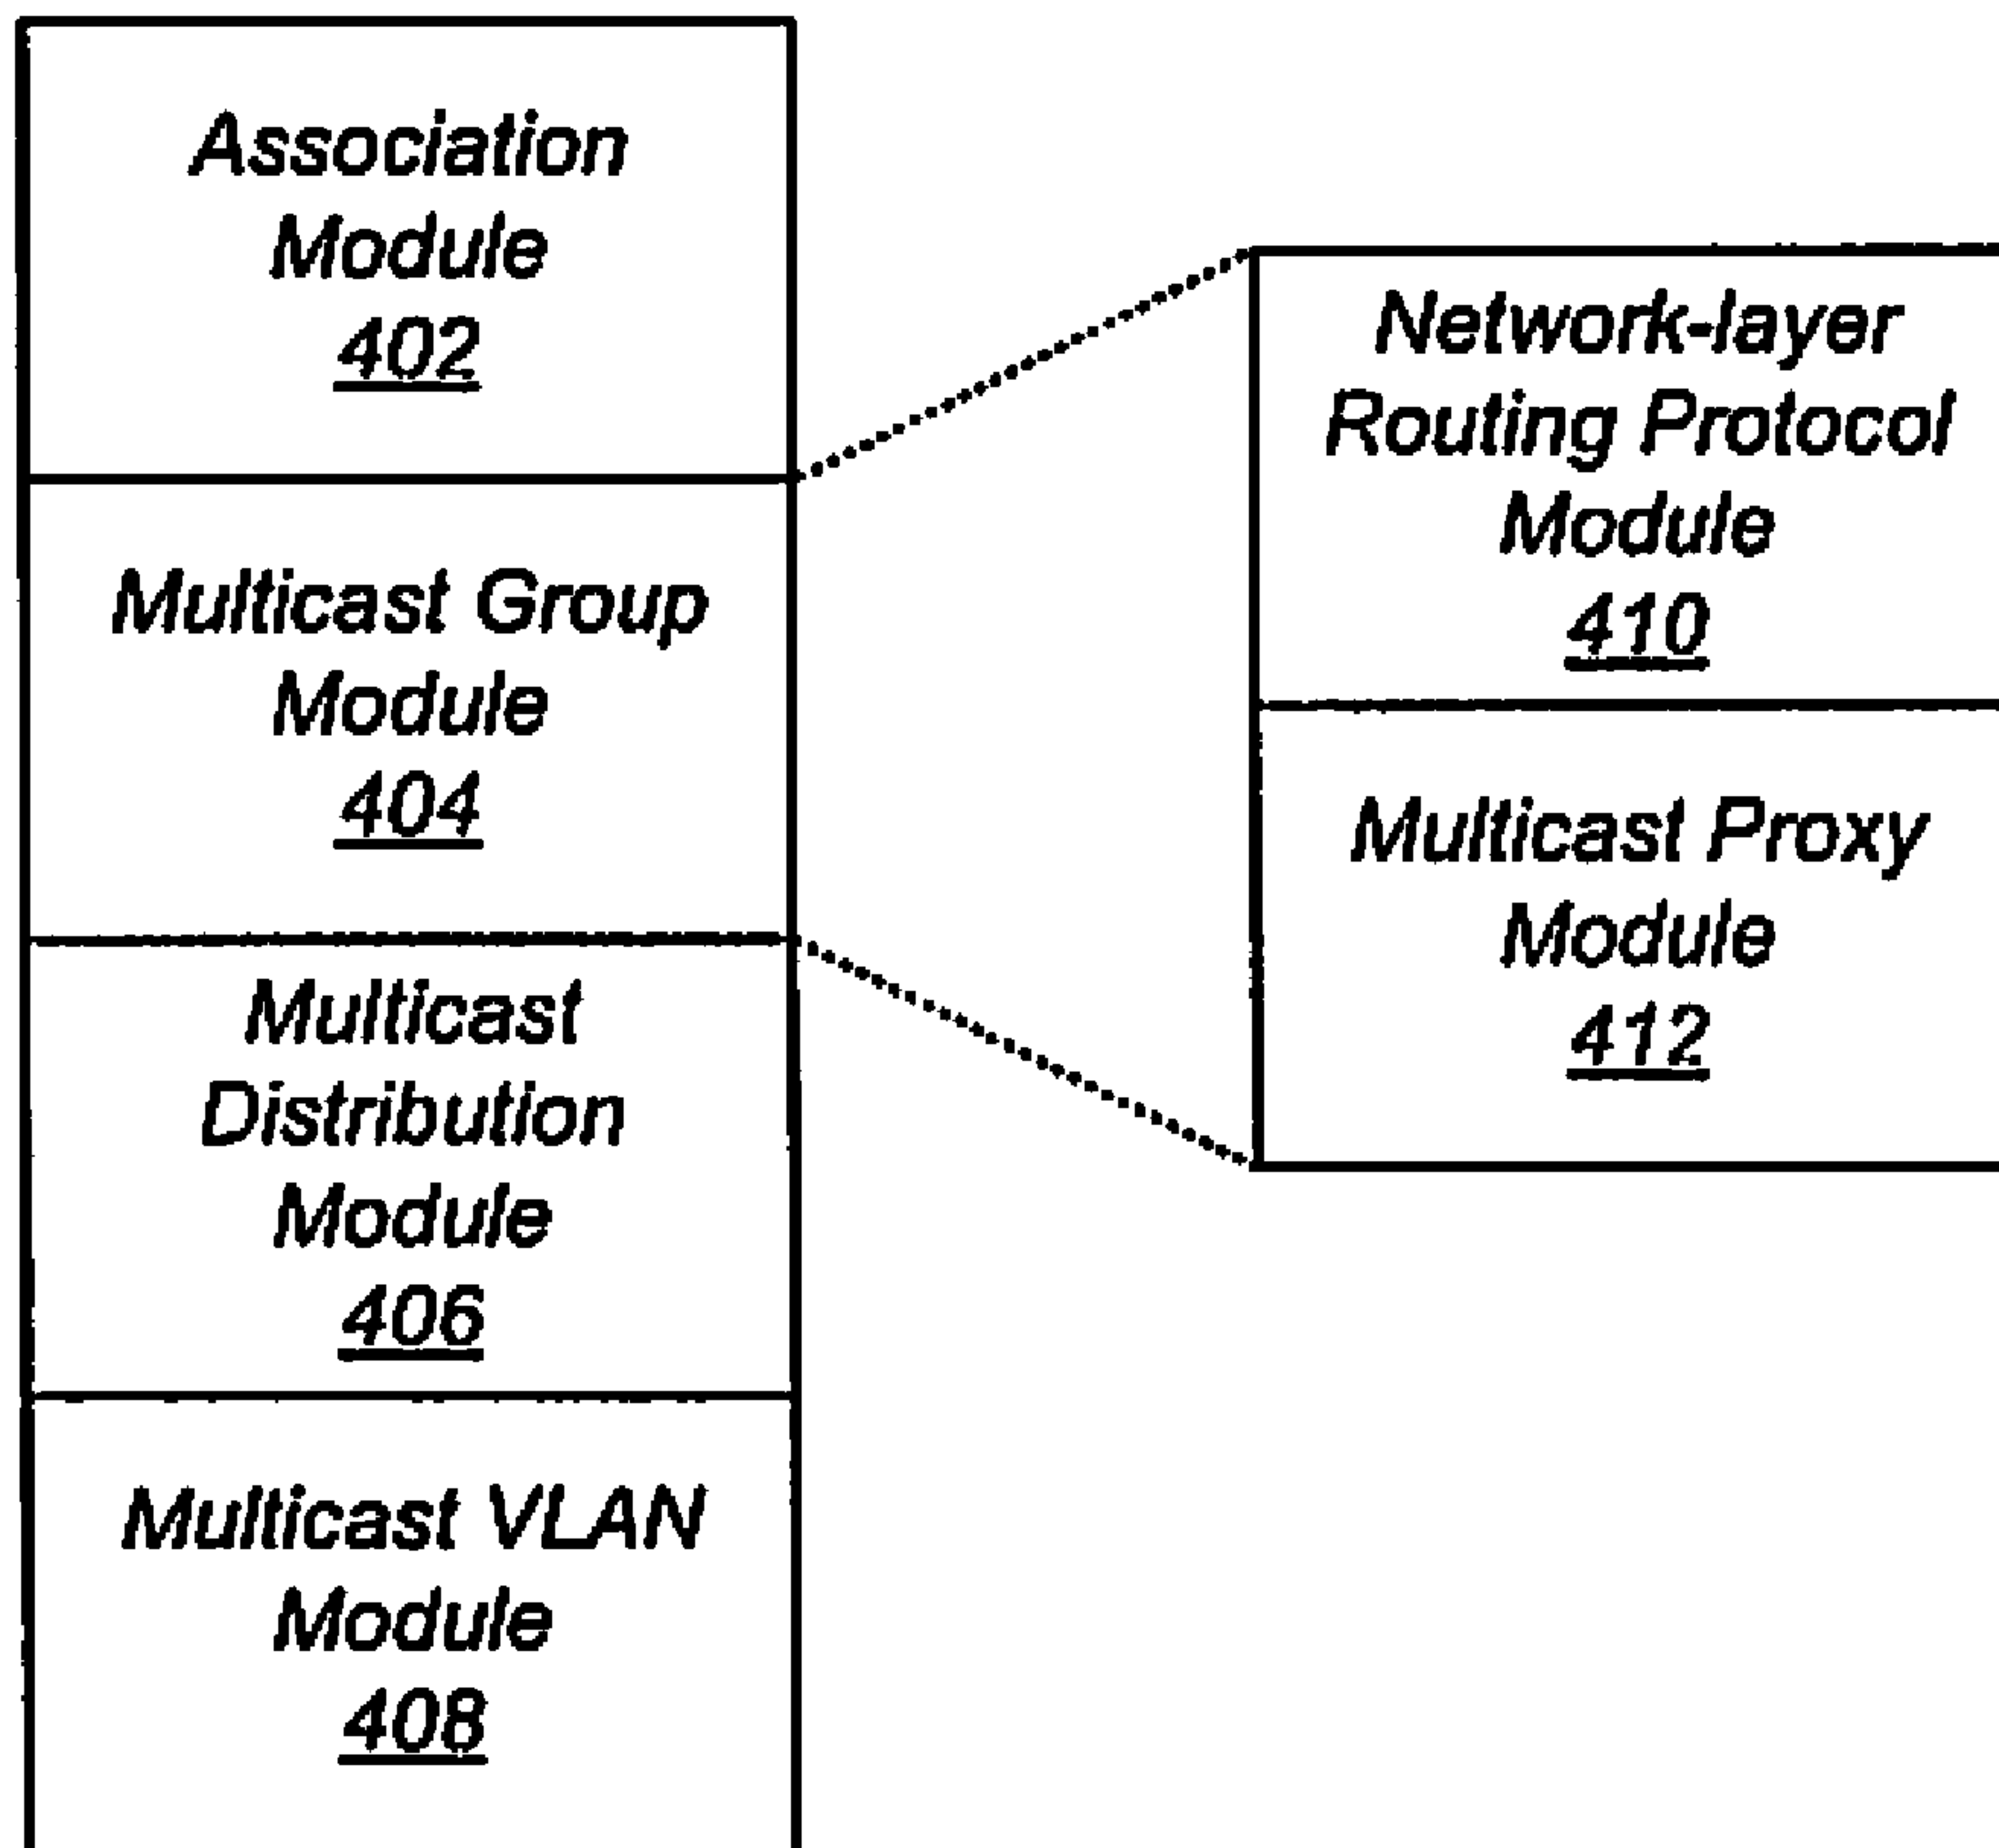 Association
Module
402
Multicast Group
Module
404
Multicast
Distribution
Module
406
Multicast VLAN
Module
408
Network-layer
Routing Protocol
Module
410
Multicast Proxy
Module
412